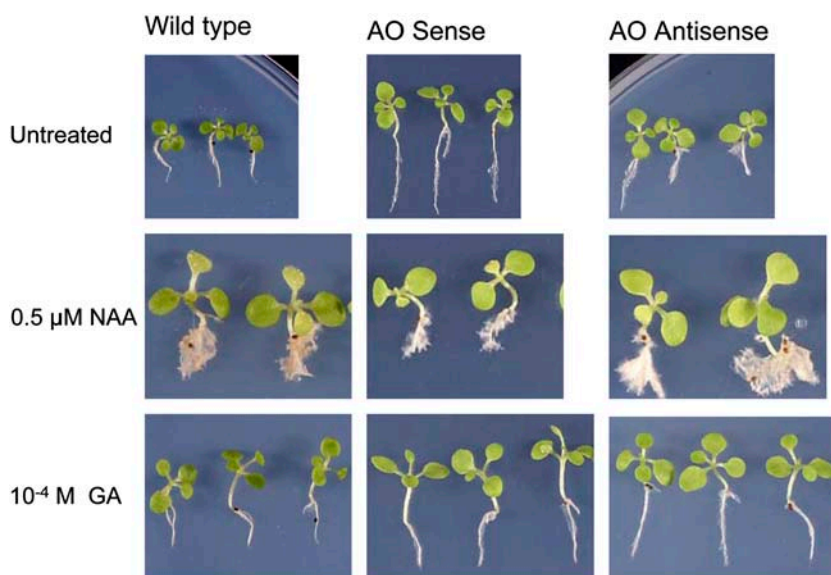 Wild type
AO Sense
AO Antisense
Untreated
0.5 µM NAA
10⁻⁴ M GA